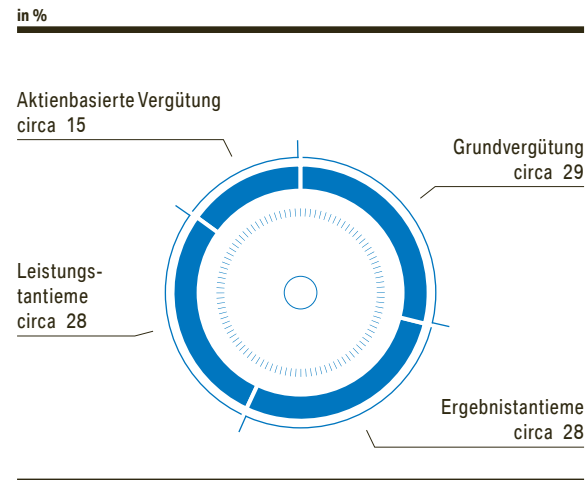 in %
Aktienbasierte Vergütung
circa 15
Grundvergütung
circa 29
Leistungs-
tantieme
circa 28
Ergebnistantieme
circa 28